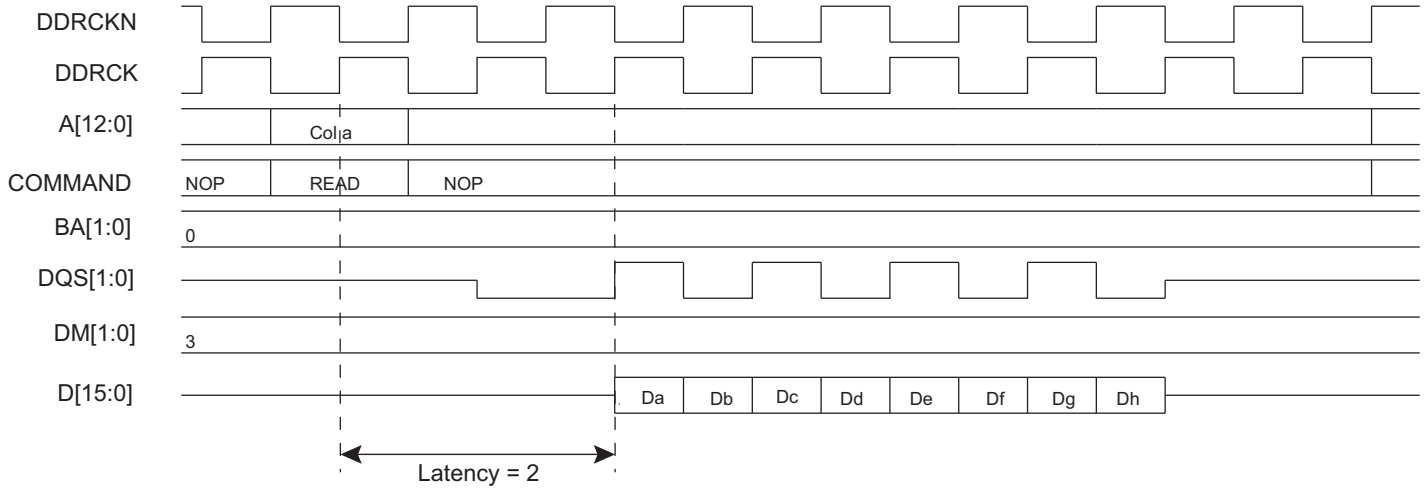 DDRCKN
DDRCK
A[12:0] Col a
COMMAND NOP READ NOP
BA[1:0] 0
DQS[1:0]
DM[1:0] 3
D[15:0] Da Db Dc Dd De Df Dg Dh
Latency = 2